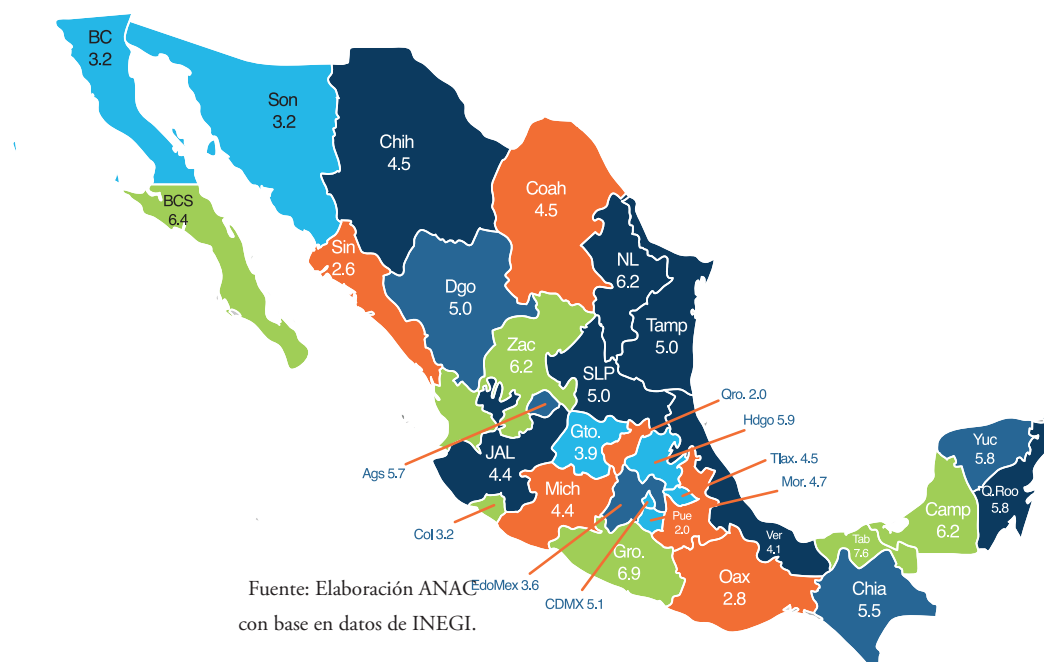 BC
3.2
Son
3.2
Chih
4.5
Coah
4.5
BCS
6.4
Sin
2.6
NL
6.2
Dgo
5.0
Tamp
5.0
Zac
6.2
SLP
5.0
Qro. 2.0
Hdgo 5.9
Gto.
3.9
Yuc
5.8
JAL
4.4
Ags 5.7
Tlax. 4.5
Mor. 4.7
Mich
4.4
Q.Roo
5.8
Camp
6.2
Pue
2.0
Col 3.2
Ver
4.1
Tab
7.6
Gro.
6.9
Oax
2.8
Chia
5.5
EdoMex 3.6
CDMX 5.1
Fuente: Elaboración ANAC
con base en datos de INEGI.